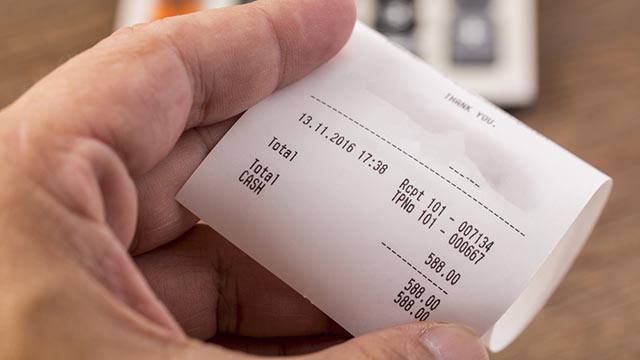 THANK YOU.
13.11.2016 17:38 Rcpt 101 - 007134
TPNo 101 - 000667
Total 588.00
Total 588.00
CASH 588.00